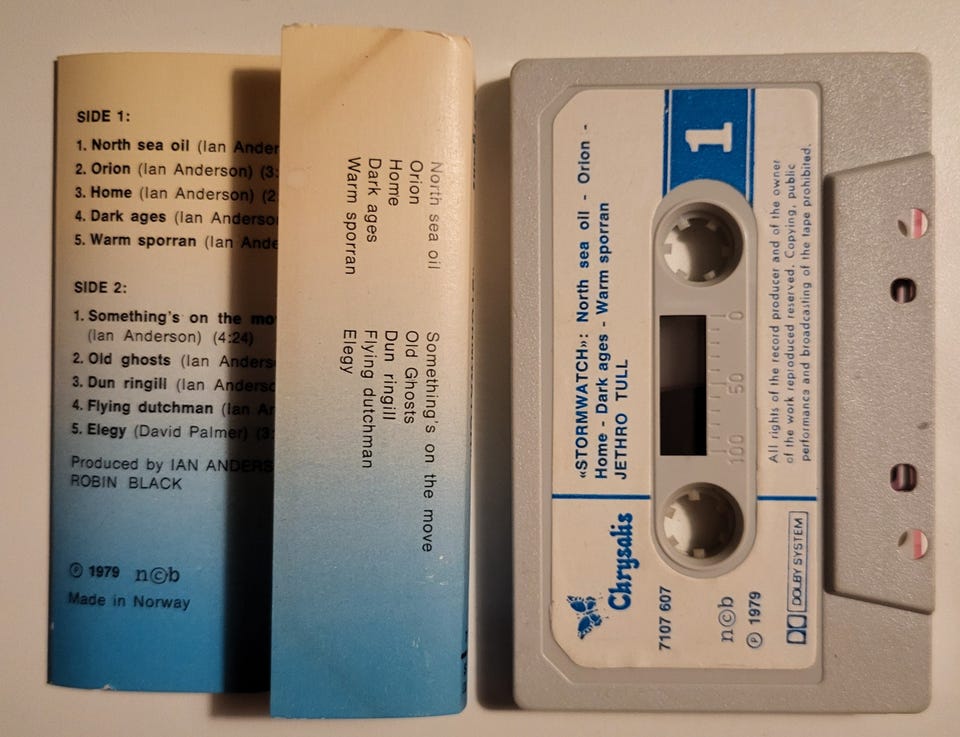 SIDE 1:
1. North sea oil (Ian Ander
2. Orion (Ian Anderson) (3:
3. Home (Ian Anderson) (2
4. Dark ages (Ian Anderso
5. Warm sporran (Ian Ande
SIDE 2:
1. Something's on the mo
(Ian Anderson) (4:24)
2. Old ghosts (Ian Anders
3. Dun ringill (Ian Anderso
4. Flying dutchman (Ian An
5. Elegy (David Palmer) (3:
Produced by IAN ANDERS
ROBIN BLACK
Ⓟ 1979 n©b
Made in Norway
North sea oil
Orion
Home
Dark ages
Warm sporran
Something's on the move
Old Ghosts
Dun ringill
Flying dutchman
Elegy
1
«STORMWATCH»: North sea oil - Orion -
Home - Dark ages - Warm sporran
JETHRO TULL
Chrysalis
7107 607
n©b
Ⓟ 1979
0 50 100
All rights of the record producer and of the owner
of the work reproduced reserved. Copying, public
performance and broadcasting of the tape prohibited.
DOLBY SYSTEM